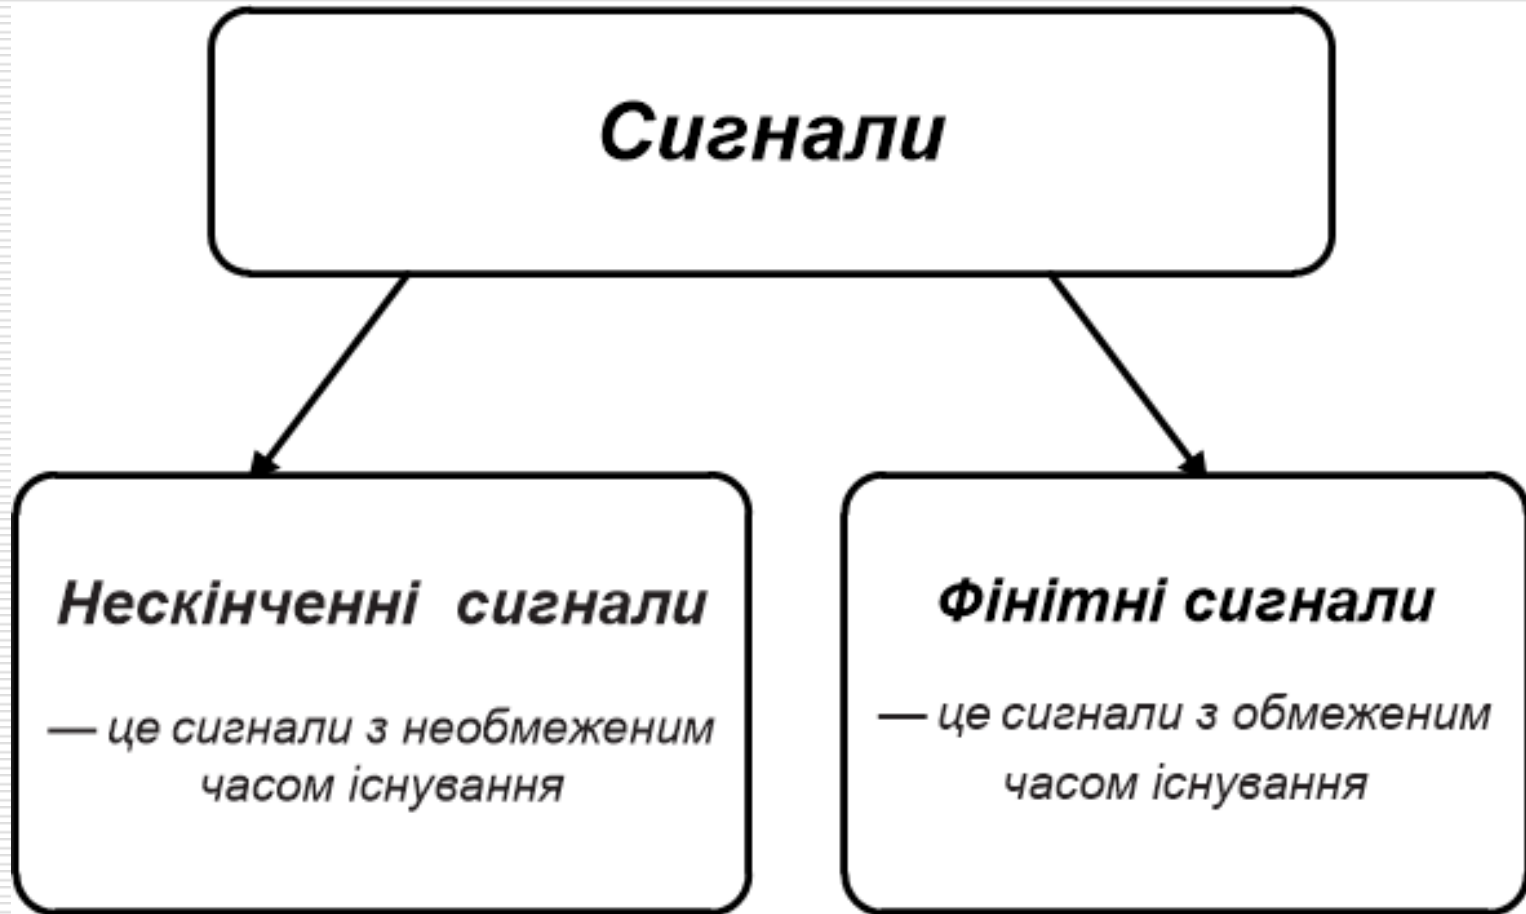 Сигнали
Нескінченні сигнали
— це сигнали з необмеженим
часом існування
Фінітні сигнали
— це сигнали з обмеженим
часом існування